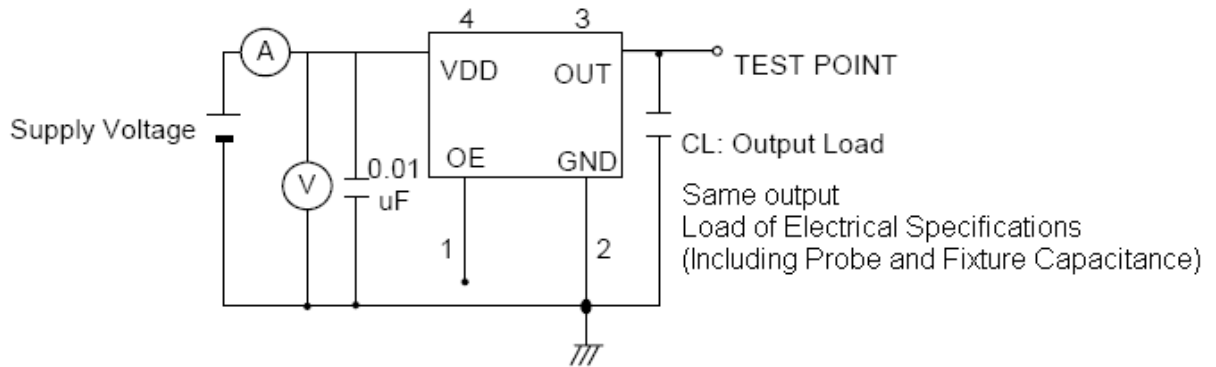 4
3
A
VDD
OUT
TEST POINT
Supply Voltage
CL: Output Load
OE
GND
0.01
uF
V
Same output
Load of Electrical Specifications
(Including Probe and Fixture Capacitance)
1
2